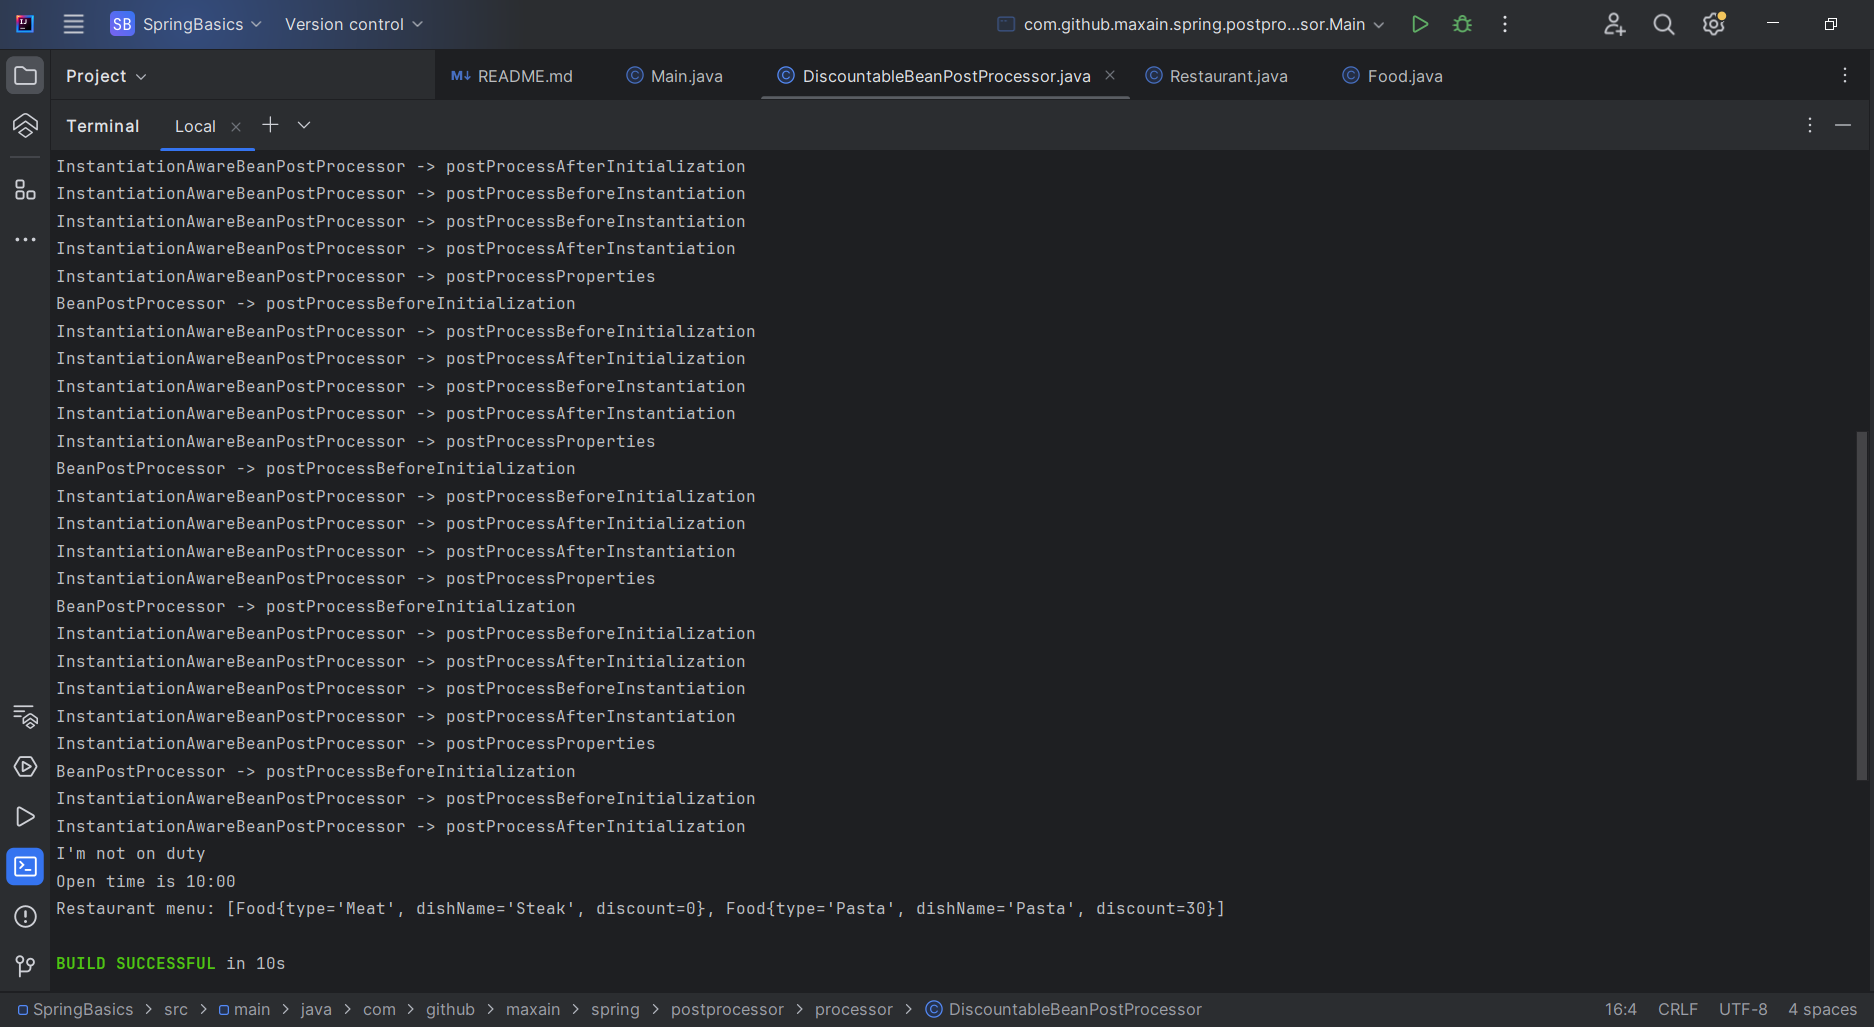 SB SpringBasics Version control com.github.maxain.spring.postpro...sor.Main
Project README.md Main.java DiscountableBeanPostProcessor.java Restaurant.java Food.java
Terminal Local
InstantiationAwareBeanPostProcessor -> postProcessAfterInitialization
InstantiationAwareBeanPostProcessor -> postProcessBeforeInstantiation
InstantiationAwareBeanPostProcessor -> postProcessBeforeInstantiation
InstantiationAwareBeanPostProcessor -> postProcessAfterInstantiation
InstantiationAwareBeanPostProcessor -> postProcessProperties
BeanPostProcessor -> postProcessBeforeInitialization
InstantiationAwareBeanPostProcessor -> postProcessBeforeInitialization
InstantiationAwareBeanPostProcessor -> postProcessAfterInitialization
InstantiationAwareBeanPostProcessor -> postProcessBeforeInstantiation
InstantiationAwareBeanPostProcessor -> postProcessAfterInstantiation
InstantiationAwareBeanPostProcessor -> postProcessProperties
BeanPostProcessor -> postProcessBeforeInitialization
InstantiationAwareBeanPostProcessor -> postProcessBeforeInitialization
InstantiationAwareBeanPostProcessor -> postProcessAfterInitialization
InstantiationAwareBeanPostProcessor -> postProcessAfterInstantiation
InstantiationAwareBeanPostProcessor -> postProcessProperties
BeanPostProcessor -> postProcessBeforeInitialization
InstantiationAwareBeanPostProcessor -> postProcessBeforeInitialization
InstantiationAwareBeanPostProcessor -> postProcessAfterInitialization
InstantiationAwareBeanPostProcessor -> postProcessBeforeInstantiation
InstantiationAwareBeanPostProcessor -> postProcessAfterInstantiation
InstantiationAwareBeanPostProcessor -> postProcessProperties
BeanPostProcessor -> postProcessBeforeInitialization
InstantiationAwareBeanPostProcessor -> postProcessBeforeInitialization
InstantiationAwareBeanPostProcessor -> postProcessAfterInitialization
I'm not on duty
Open time is 10:00
Restaurant menu: [Food{type='Meat', dishName='Steak', discount=0}, Food{type='Pasta', dishName='Pasta', discount=30}]
BUILD SUCCESSFUL in 10s
SpringBasics > src > main > java > com > github > maxain > spring > postprocessor > processor > DiscountableBeanPostProcessor 16:4 CRLF UTF-8 4 spaces